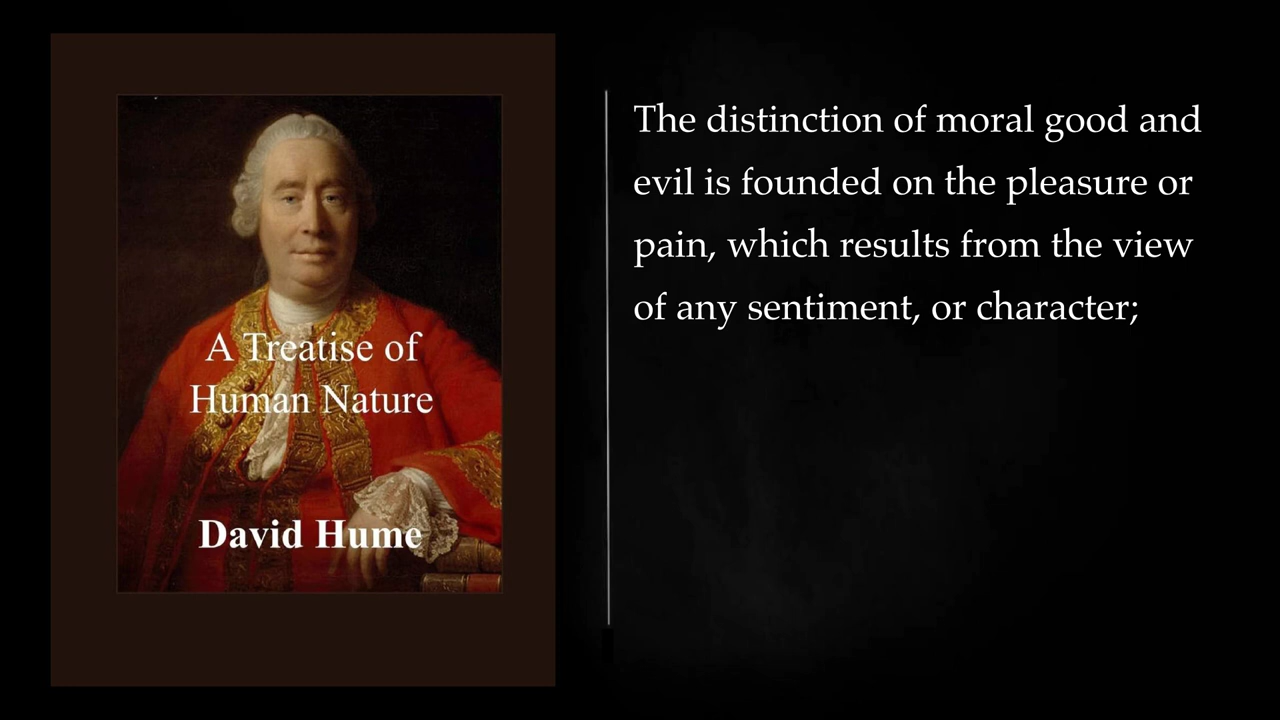 A Treatise of
Human Nature
David Hume
The distinction of moral good and
evil is founded on the pleasure or
pain, which results from the view
of any sentiment, or character;